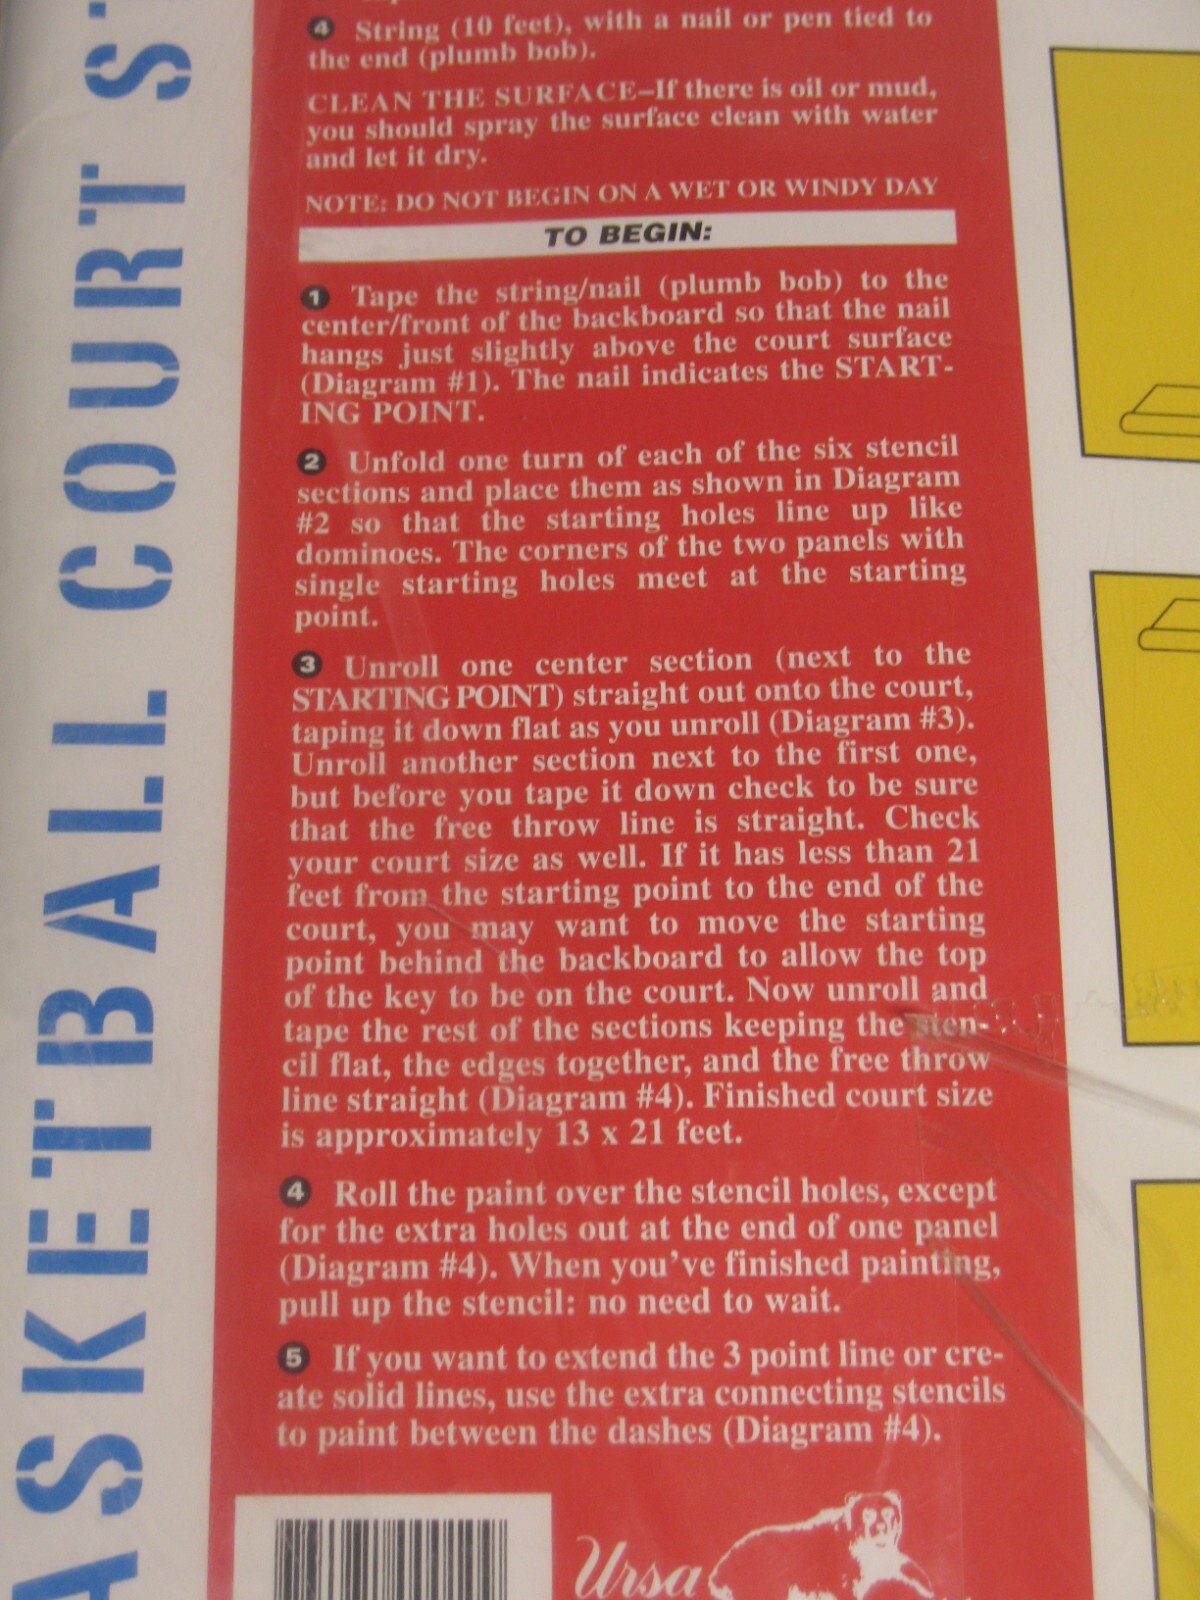 4 String (10 feet), with a nail or pen tied to
the end (plumb bob).
CLEAN THE SURFACE–If there is oil or mud,
you should spray the surface clean with water
and let it dry.
NOTE: DO NOT BEGIN ON A WET OR WINDY DAY
TO BEGIN:
1 Tape the string/nail (plumb bob) to the
center/front of the backboard so that the nail
hangs just slightly above the court surface
(Diagram #1). The nail indicates the START-
ING POINT.
2 Unfold one turn of each of the six stencil
sections and place them as shown in Diagram
#2 so that the starting holes line up like
dominoes. The corners of the two panels with
single starting holes meet at the starting
point.
3 Unroll one center section (next to the
STARTING POINT) straight out onto the court,
taping it down flat as you unroll (Diagram #3).
Unroll another section next to the first one,
but before you tape it down check to be sure
that the free throw line is straight. Check
your court size as well. If it has less than 21
feet from the starting point to the end of the
court, you may want to move the starting
point behind the backboard to allow the top
of the key to be on the court. Now unroll and
tape the rest of the sections keeping the sten-
cil flat, the edges together, and the free throw
line straight (Diagram #4). Finished court size
is approximately 13 x 21 feet.
4 Roll the paint over the stencil holes, except
for the extra holes out at the end of one panel
(Diagram #4). When you've finished painting,
pull up the stencil: no need to wait.
5 If you want to extend the 3 point line or cre-
ate solid lines, use the extra connecting stencils
to paint between the dashes (Diagram #4).
Ursa
ASKETBALL COURT ST